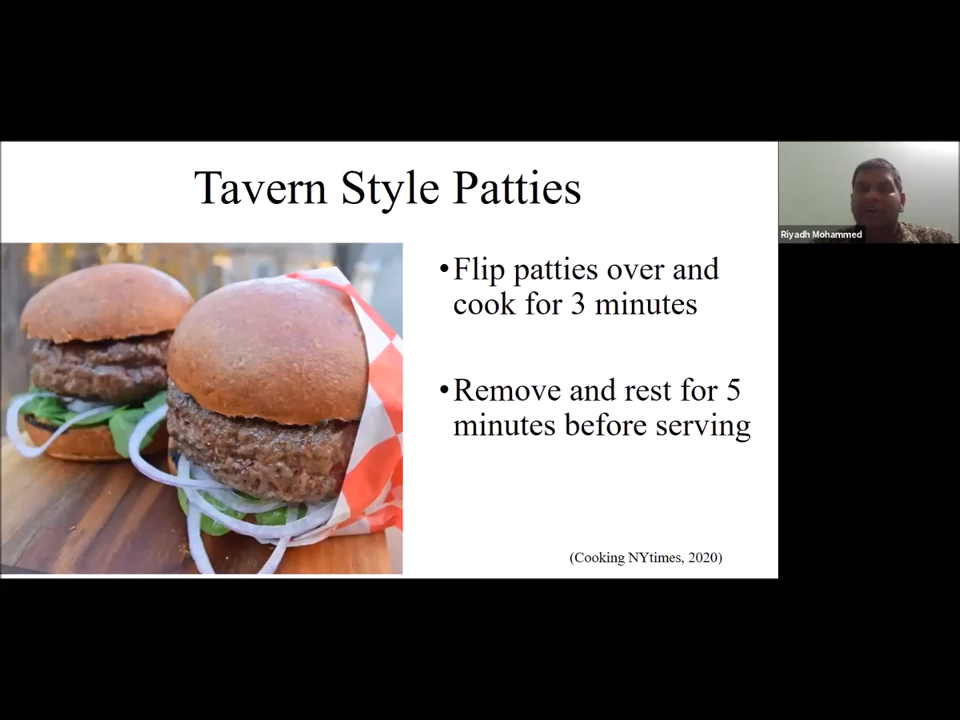 Tavern Style Patties
•Flip patties over and
cook for 3 minutes
•Remove and rest for 5
minutes before serving
(Cooking NYtimes, 2020)
Riyadh Mohammed